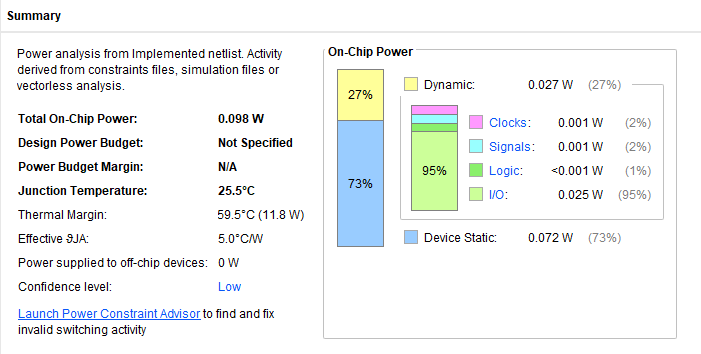 Summary
Power analysis from Implemented netlist. Activity
derived from constraints files, simulation files or
vectorless analysis.
Total On-Chip Power: 0.098 W
Design Power Budget: Not Specified
Power Budget Margin: N/A
Junction Temperature: 25.5°C
Thermal Margin: 59.5°C (11.8 W)
Effective ϑJA: 5.0°C/W
Power supplied to off-chip devices: 0 W
Confidence level: Low
Launch Power Constraint Advisor to find and fix
invalid switching activity
On-Chip Power
27%
73%
Dynamic: 0.027 W (27%)
95%
Clocks: 0.001 W (2%)
Signals: 0.001 W (2%)
Logic: <0.001 W (1%)
I/O: 0.025 W (95%)
Device Static: 0.072 W (73%)